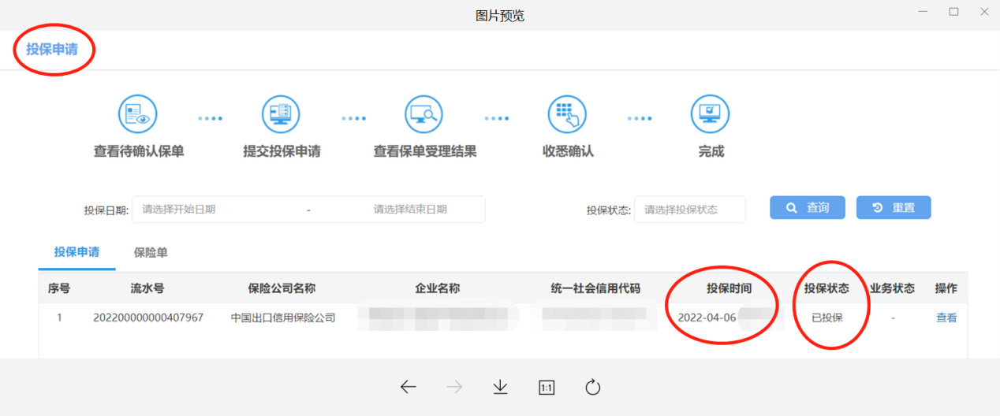 图片预览
投保申请
查看待确认保单 提交投保申请 查看保单受理结果 收悉确认 完成
投保日期: 请选择开始日期 - 请选择结束日期 投保状态: 请选择投保状态 查询 重置
投保申请 保险单
序号 流水号 保险公司名称 企业名称 统一社会信用代码 投保时间 投保状态 业务状态 操作
1 202200000000407967 中国出口信用保险公司 2022-04-06 已投保 - 查看
1:1